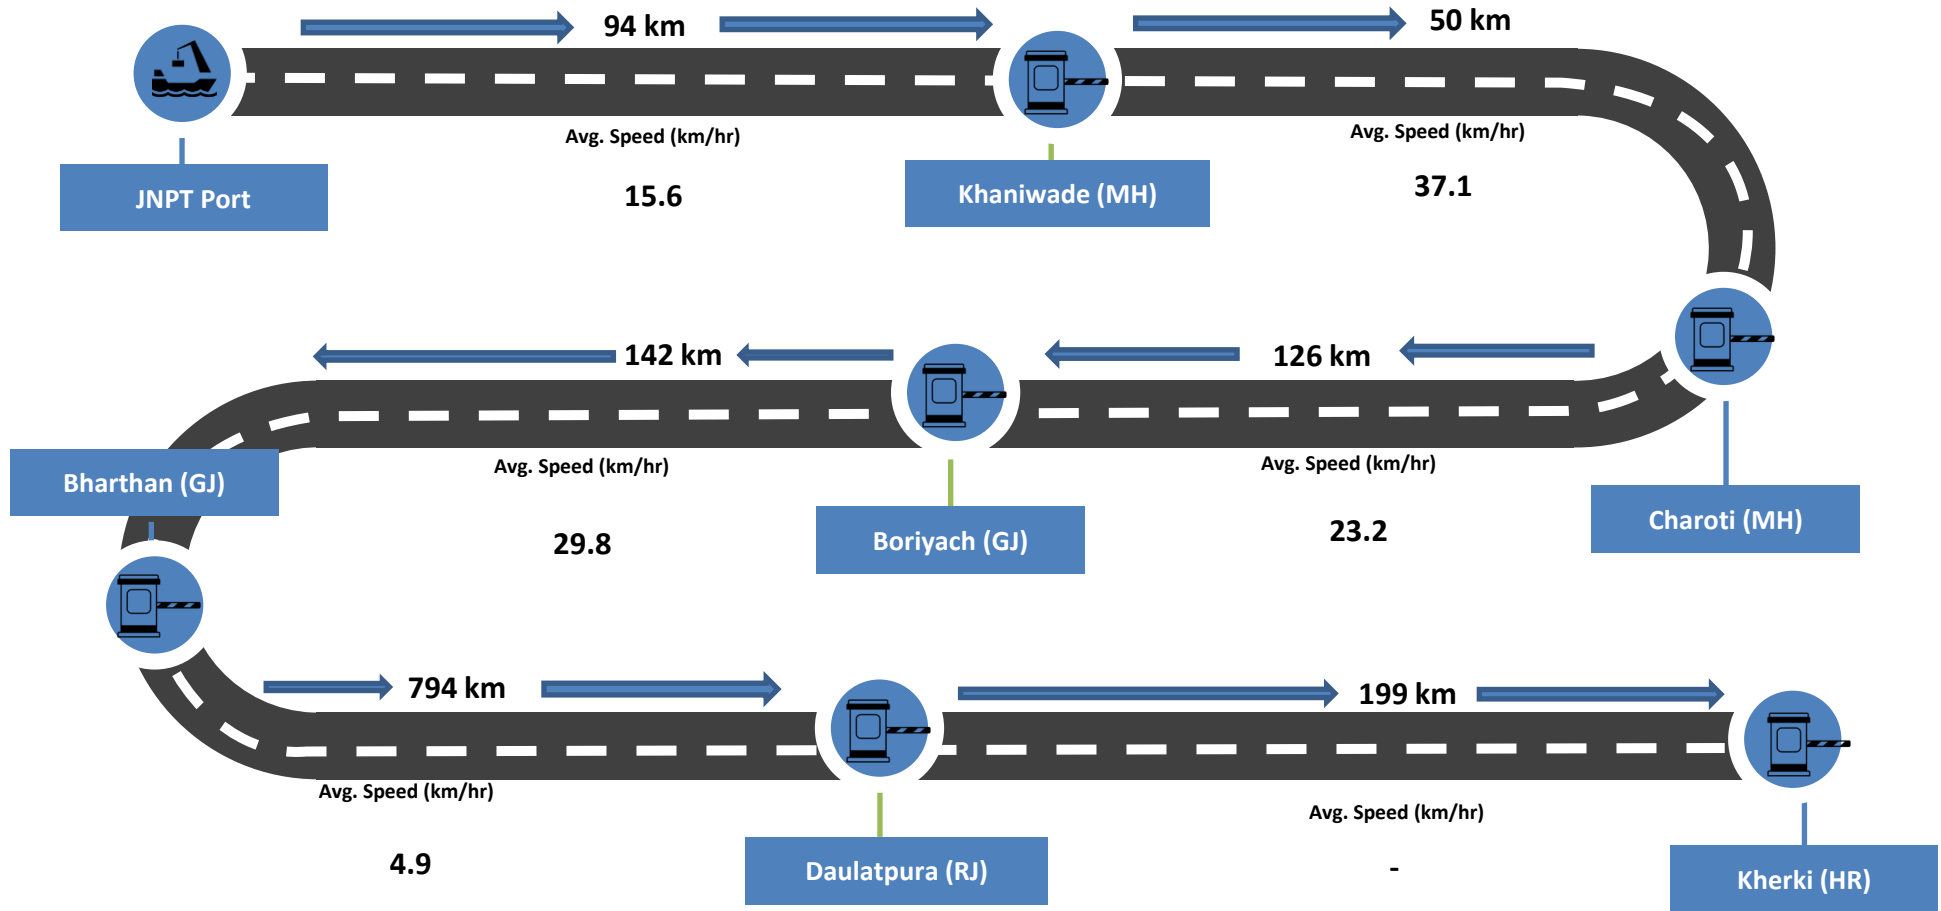 94 km
50 km
Avg. Speed (km/hr)
Avg. Speed (km/hr)
JNPT Port
15.6
Khaniwade (MH)
37.1
142 km
126 km
Avg. Speed (km/hr)
Avg. Speed (km/hr)
Bharthan (GJ)
29.8
Boriyach (GJ)
23.2
Charoti (MH)
794 km
199 km
Avg. Speed (km/hr)
Avg. Speed (km/hr)
4.9
Daulatpura (RJ)
-
Kherki (HR)